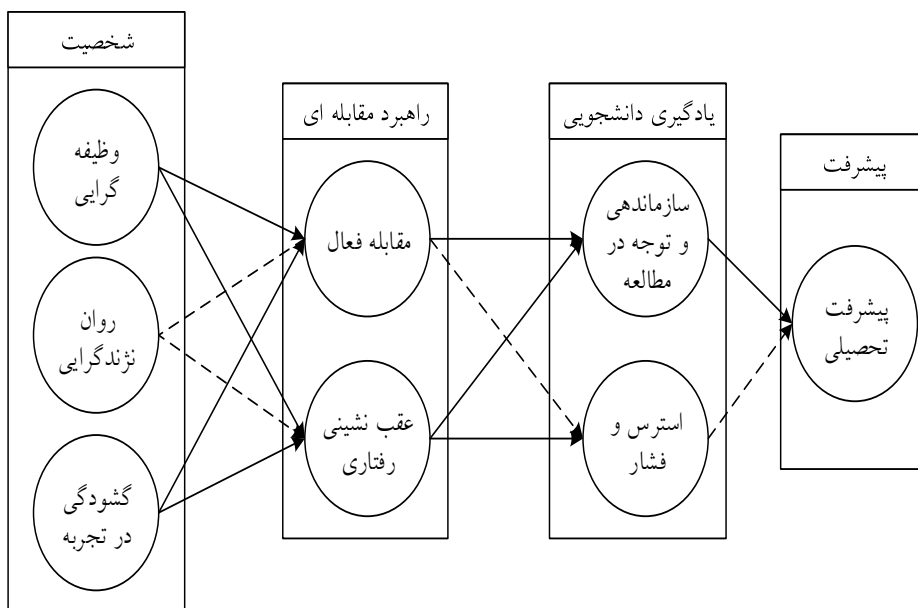 شخصیت
وظیفه
گرایی
روان
نژندگرایی
گشودگی
در تجربه
راهبرد مقابله ای
مقابله فعال
عقب نشینی
رفتاری
یادگیری دانشجویی
سازماندهی
و توجه در
مطالعه
استرس و
فشار
پیشرفت
پیشرفت
تحصیلی